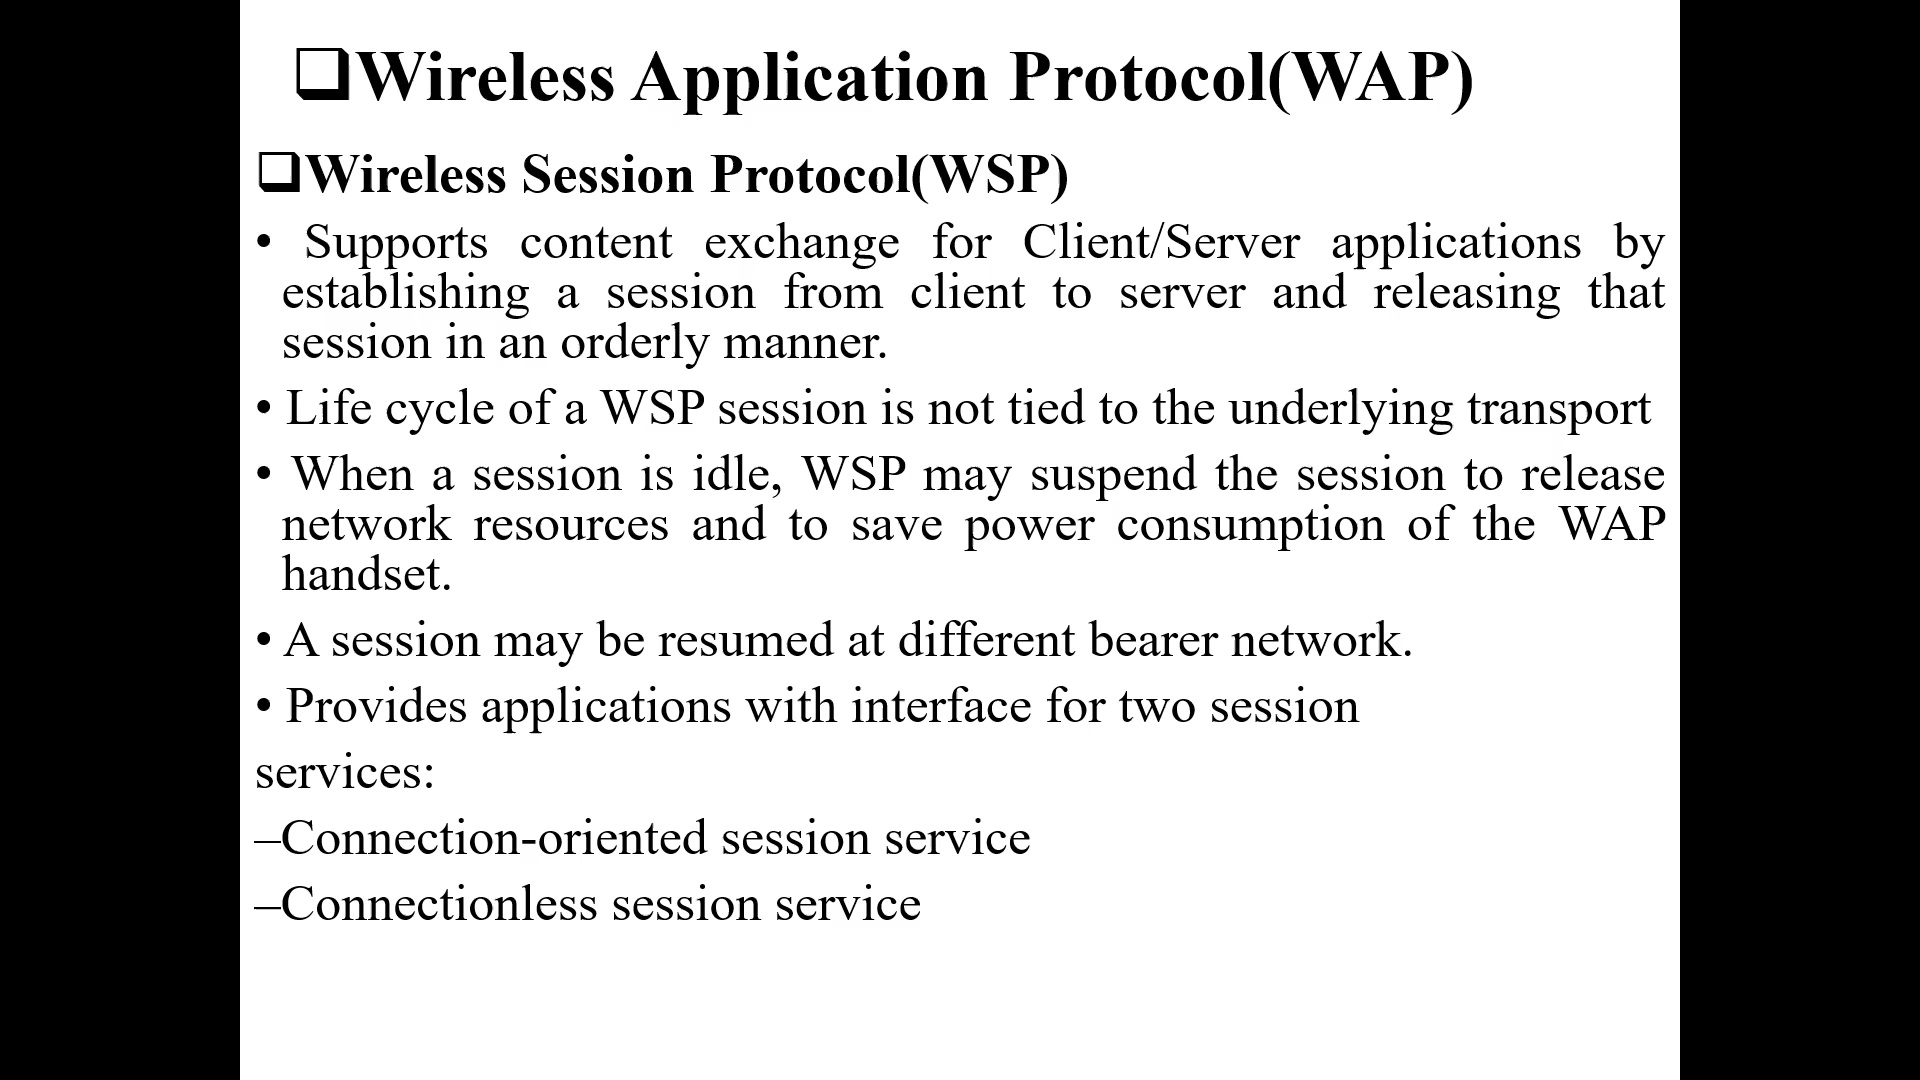 ❑Wireless Application Protocol(WAP)
❑Wireless Session Protocol(WSP)
• Supports content exchange for Client/Server applications by
establishing a session from client to server and releasing that
session in an orderly manner.
• Life cycle of a WSP session is not tied to the underlying transport
• When a session is idle, WSP may suspend the session to release
network resources and to save power consumption of the WAP
handset.
• A session may be resumed at different bearer network.
• Provides applications with interface for two session
services:
–Connection-oriented session service
–Connectionless session service